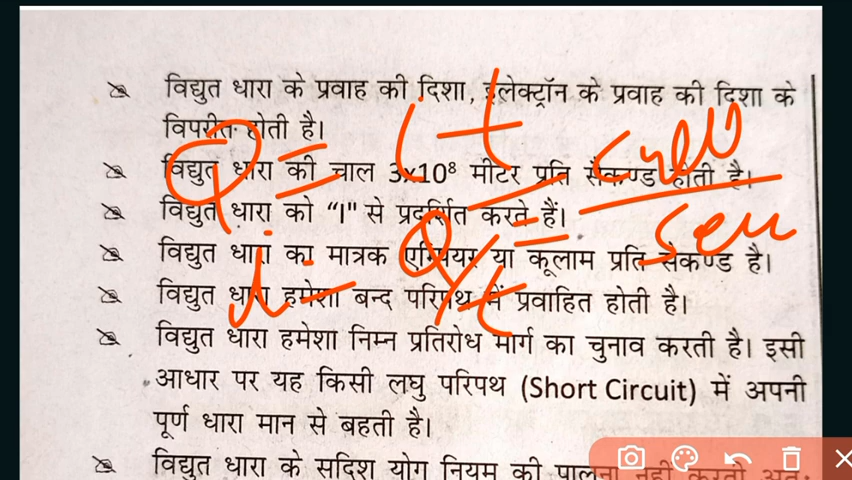 विद्युत धारा के प्रवाह की दिशा, इलेक्ट्रॉन के प्रवाह की दिशा के
विपरीत होती है।
विद्युत धारा की चाल 3x10⁸ मीटर प्रति सैकण्ड होती है।
विद्युत धारा को “I" से प्रदर्शित करते हैं।
विद्युत धारा का मात्रक एम्पियर या कूलाम प्रति सैकण्ड है।
विद्युत धारा हमेशा बन्द परिपथ में प्रवाहित होती है।
विद्युत धारा हमेशा निम्न प्रतिरोध मार्ग का चुनाव करती है। इसी
आधार पर यह किसी लघु परिपथ (Short Circuit) में अपनी
पूर्ण धारा मान से बहती है।
विद्युत धारा के सदिश योग नियम की पालना नहीं करती अतः
Q = i t
i = Q/t =